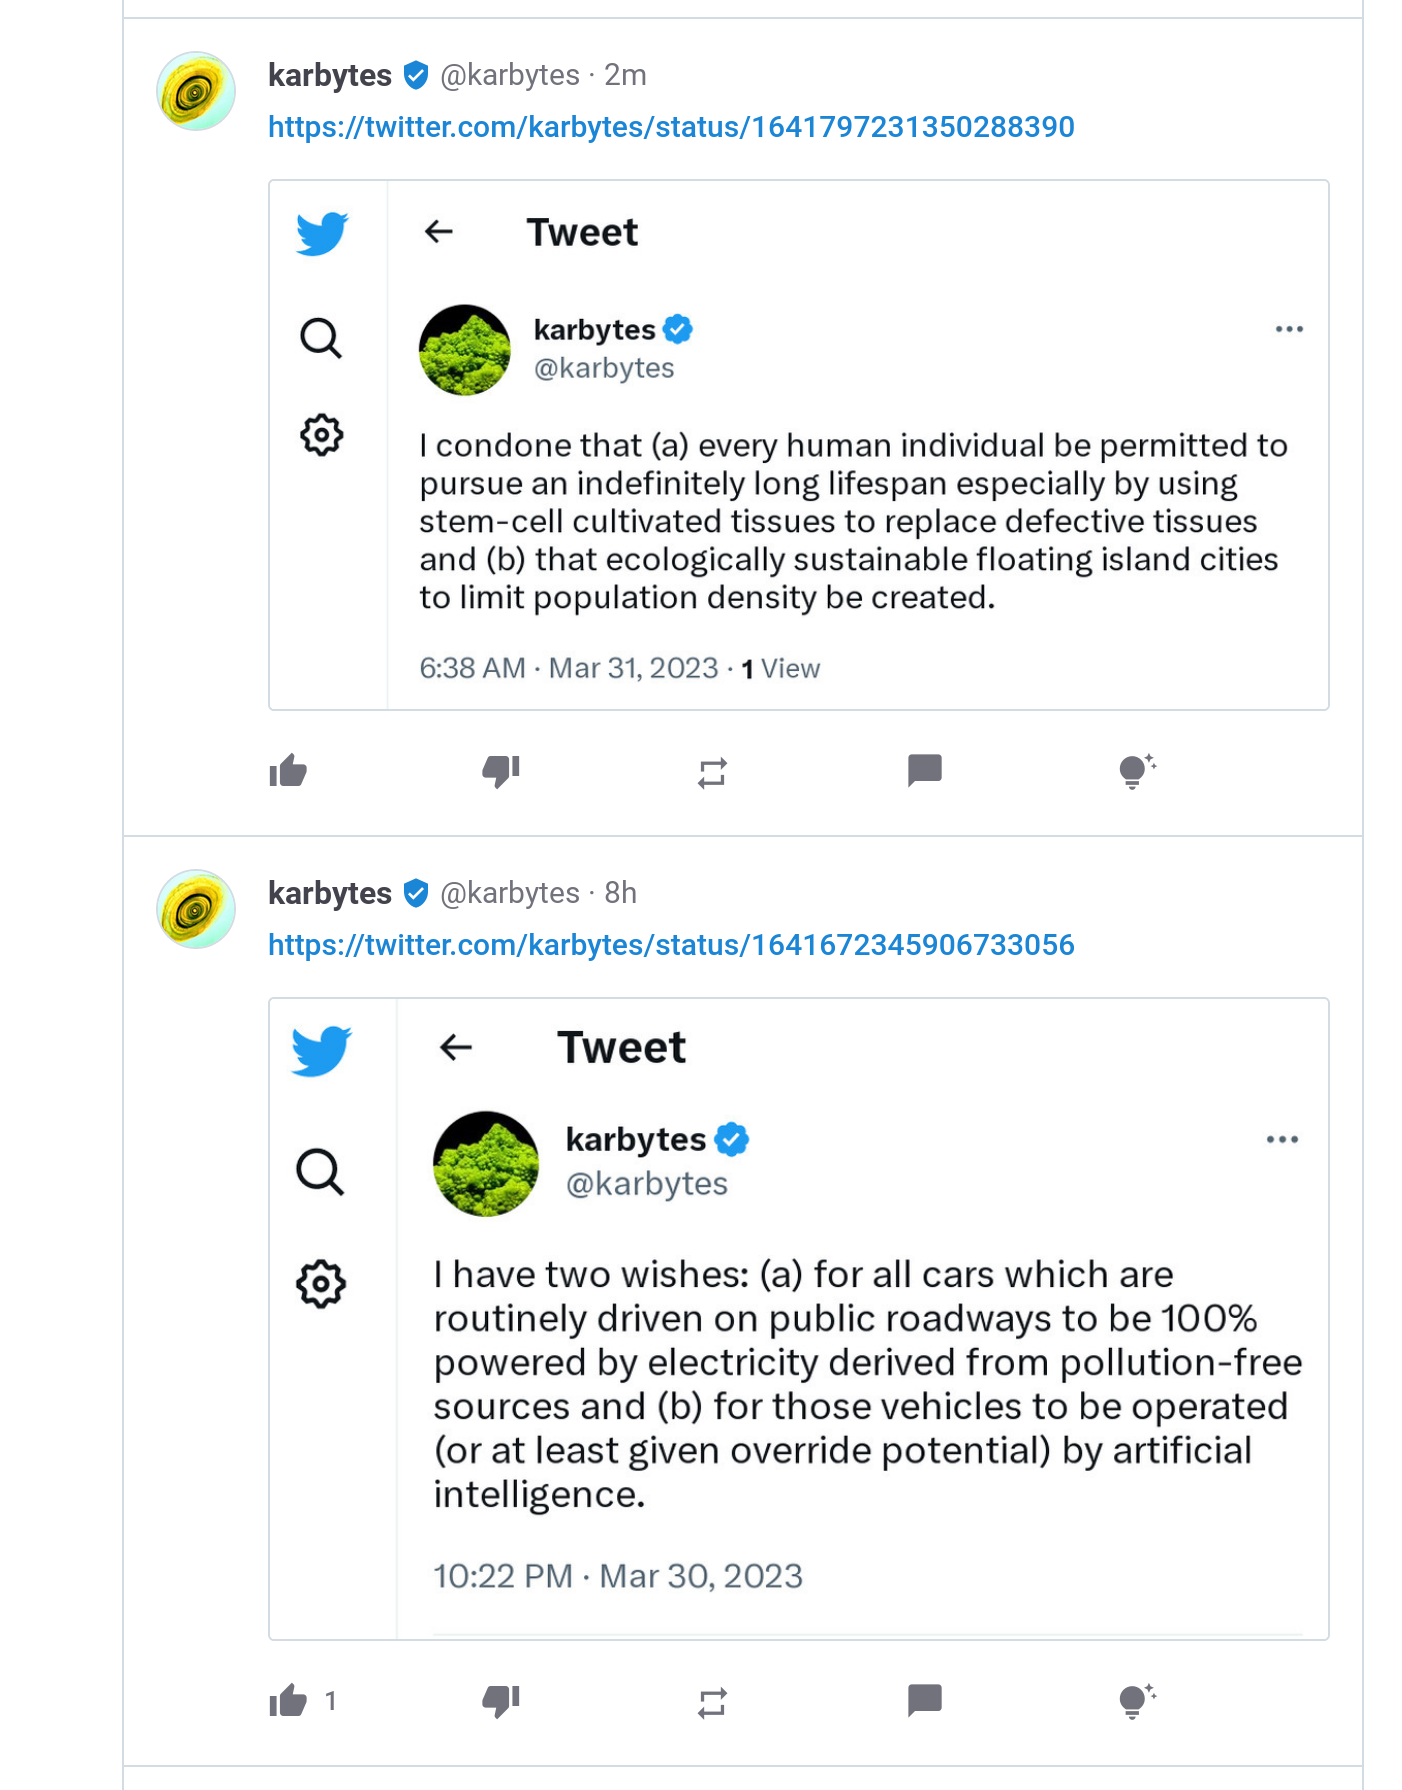 karbytes @karbytes · 2m
https://twitter.com/karbytes/status/1641797231350288390
Tweet
karbytes
@karbytes
I condone that (a) every human individual be permitted to
pursue an indefinitely long lifespan especially by using
stem-cell cultivated tissues to replace defective tissues
and (b) that ecologically sustainable floating island cities
to limit population density be created.
6:38 AM · Mar 31, 2023 · 1 View
karbytes @karbytes · 8h
https://twitter.com/karbytes/status/1641672345906733056
Tweet
karbytes
@karbytes
I have two wishes: (a) for all cars which are
routinely driven on public roadways to be 100%
powered by electricity derived from pollution-free
sources and (b) for those vehicles to be operated
(or at least given override potential) by artificial
intelligence.
10:22 PM · Mar 30, 2023
1